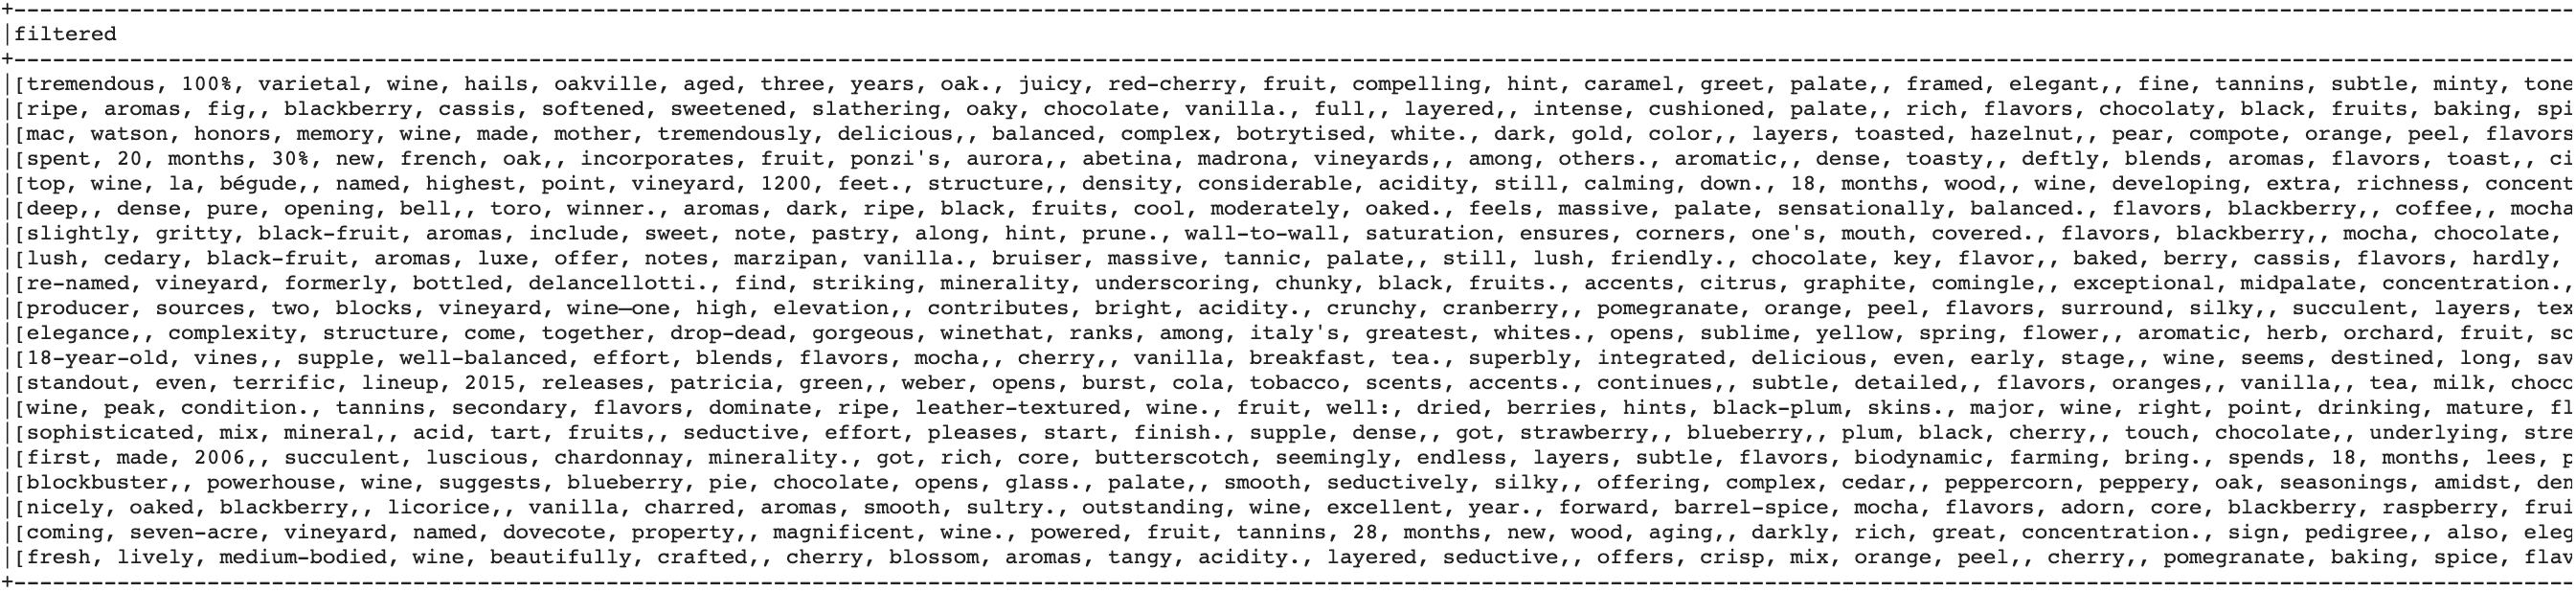 +------------------------------------------------------------
|filtered
+------------------------------------------------------------
|[tremendous, 100%, varietal, wine, hails, oakville, aged, three, years, oak., juicy, red-cherry, fruit, compelling, hint, caramel, greet, palate,, framed, elegant,, fine, tannins, subtle, minty, tone
|[ripe, aromas, fig,, blackberry, cassis, softened, sweetened, slathering, oaky, chocolate, vanilla., full,, layered,, intense, cushioned, palate,, rich, flavors, chocolaty, black, fruits, baking, spi
|[mac, watson, honors, memory, wine, made, mother, tremendously, delicious,, balanced, complex, botrytised, white., dark, gold, color,, layers, toasted, hazelnut,, pear, compote, orange, peel, flavors
|[spent, 20, months, 30%, new, french, oak,, incorporates, fruit, ponzi's, aurora,, abetina, madrona, vineyards,, among, others., aromatic,, dense, toasty,, deftly, blends, aromas, flavors, toast,, ci
|[top, wine, la, bégude,, named, highest, point, vineyard, 1200, feet., structure,, density, considerable, acidity, still, calming, down., 18, months, wood,, wine, developing, extra, richness, concent
|[deep,, dense, pure, opening, bell,, toro, winner., aromas, dark, ripe, black, fruits, cool, moderately, oaked., feels, massive, palate, sensationally, balanced., flavors, blackberry,, coffee,, mocha
|[slightly, gritty, black-fruit, aromas, include, sweet, note, pastry, along, hint, prune., wall-to-wall, saturation, ensures, corners, one's, mouth, covered., flavors, blackberry,, mocha, chocolate,
|[lush, cedary, black-fruit, aromas, luxe, offer, notes, marzipan, vanilla., bruiser, massive, tannic, palate,, still, lush, friendly., chocolate, key, flavor,, baked, berry, cassis, flavors, hardly,
|[re-named, vineyard, formerly, bottled, delancellotti., find, striking, minerality, underscoring, chunky, black, fruits., accents, citrus, graphite, comingle,, exceptional, midpalate, concentration.,
|[producer, sources, two, blocks, vineyard, wine—one, high, elevation,, contributes, bright, acidity., crunchy, cranberry,, pomegranate, orange, peel, flavors, surround, silky,, succulent, layers, tex
|[elegance,, complexity, structure, come, together, drop-dead, gorgeous, winethat, ranks, among, italy's, greatest, whites., opens, sublime, yellow, spring, flower,, aromatic, herb, orchard, fruit, sc
|[18-year-old, vines,, supple, well-balanced, effort, blends, flavors, mocha,, cherry,, vanilla, breakfast, tea., superbly, integrated, delicious, even, early, stage,, wine, seems, destined, long, sav
|[standout, even, terrific, lineup, 2015, releases, patricia, green,, weber, opens, burst, cola, tobacco, scents, accents., continues,, subtle, detailed,, flavors, oranges,, vanilla,, tea, milk, choco
|[wine, peak, condition., tannins, secondary, flavors, dominate, ripe, leather-textured, wine., fruit, well:, dried, berries, hints, black-plum, skins., major, wine, right, point, drinking, mature, fl
|[sophisticated, mix, mineral,, acid, tart, fruits,, seductive, effort, pleases, start, finish., supple, dense,, got, strawberry,, blueberry,, plum, black, cherry,, touch, chocolate,, underlying, stre
|[first, made, 2006,, succulent, luscious, chardonnay, minerality., got, rich, core, butterscotch, seemingly, endless, layers, subtle, flavors, biodynamic, farming, bring., spends, 18, months, lees, p
|[blockbuster,, powerhouse, wine, suggests, blueberry, pie, chocolate, opens, glass., palate,, smooth, seductively, silky,, offering, complex, cedar,, peppercorn, peppery, oak, seasonings, amidst, den
|[nicely, oaked, blackberry,, licorice,, vanilla, charred, aromas, smooth, sultry., outstanding, wine, excellent, year., forward, barrel-spice, mocha, flavors, adorn, core, blackberry, raspberry, frui
|[coming, seven-acre, vineyard, named, dovecote, property,, magnificent, wine., powered, fruit, tannins, 28, months, new, wood, aging,, darkly, rich, great, concentration., sign, pedigree,, also, eleg
|[fresh, lively, medium-bodied, wine, beautifully, crafted,, cherry, blossom, aromas, tangy, acidity., layered, seductive,, offers, crisp, mix, orange, peel,, cherry,, pomegranate, baking, spice, flav
+------------------------------------------------------------